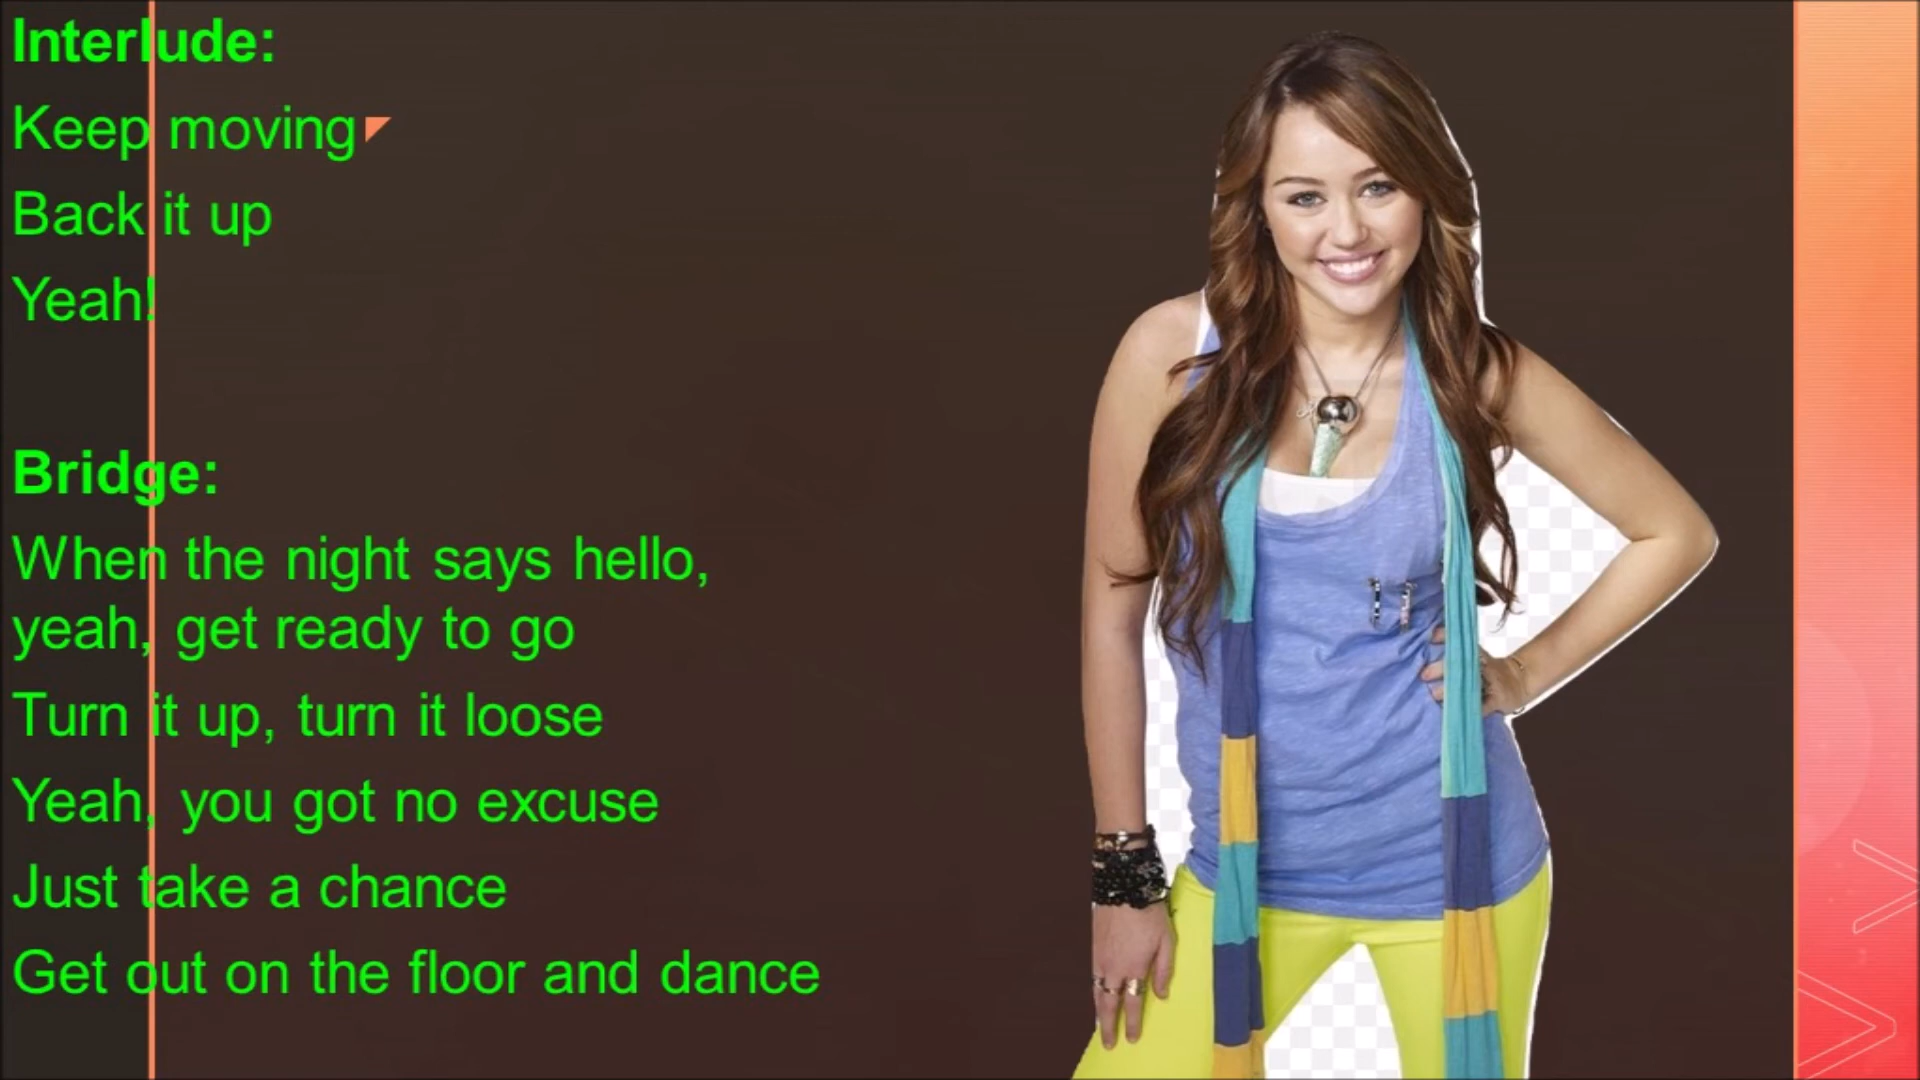 Interlude:
Keep moving
Back it up
Yeah!
Bridge:
When the night says hello,
yeah, get ready to go
Turn it up, turn it loose
Yeah, you got no excuse
Just take a chance
Get out on the floor and dance